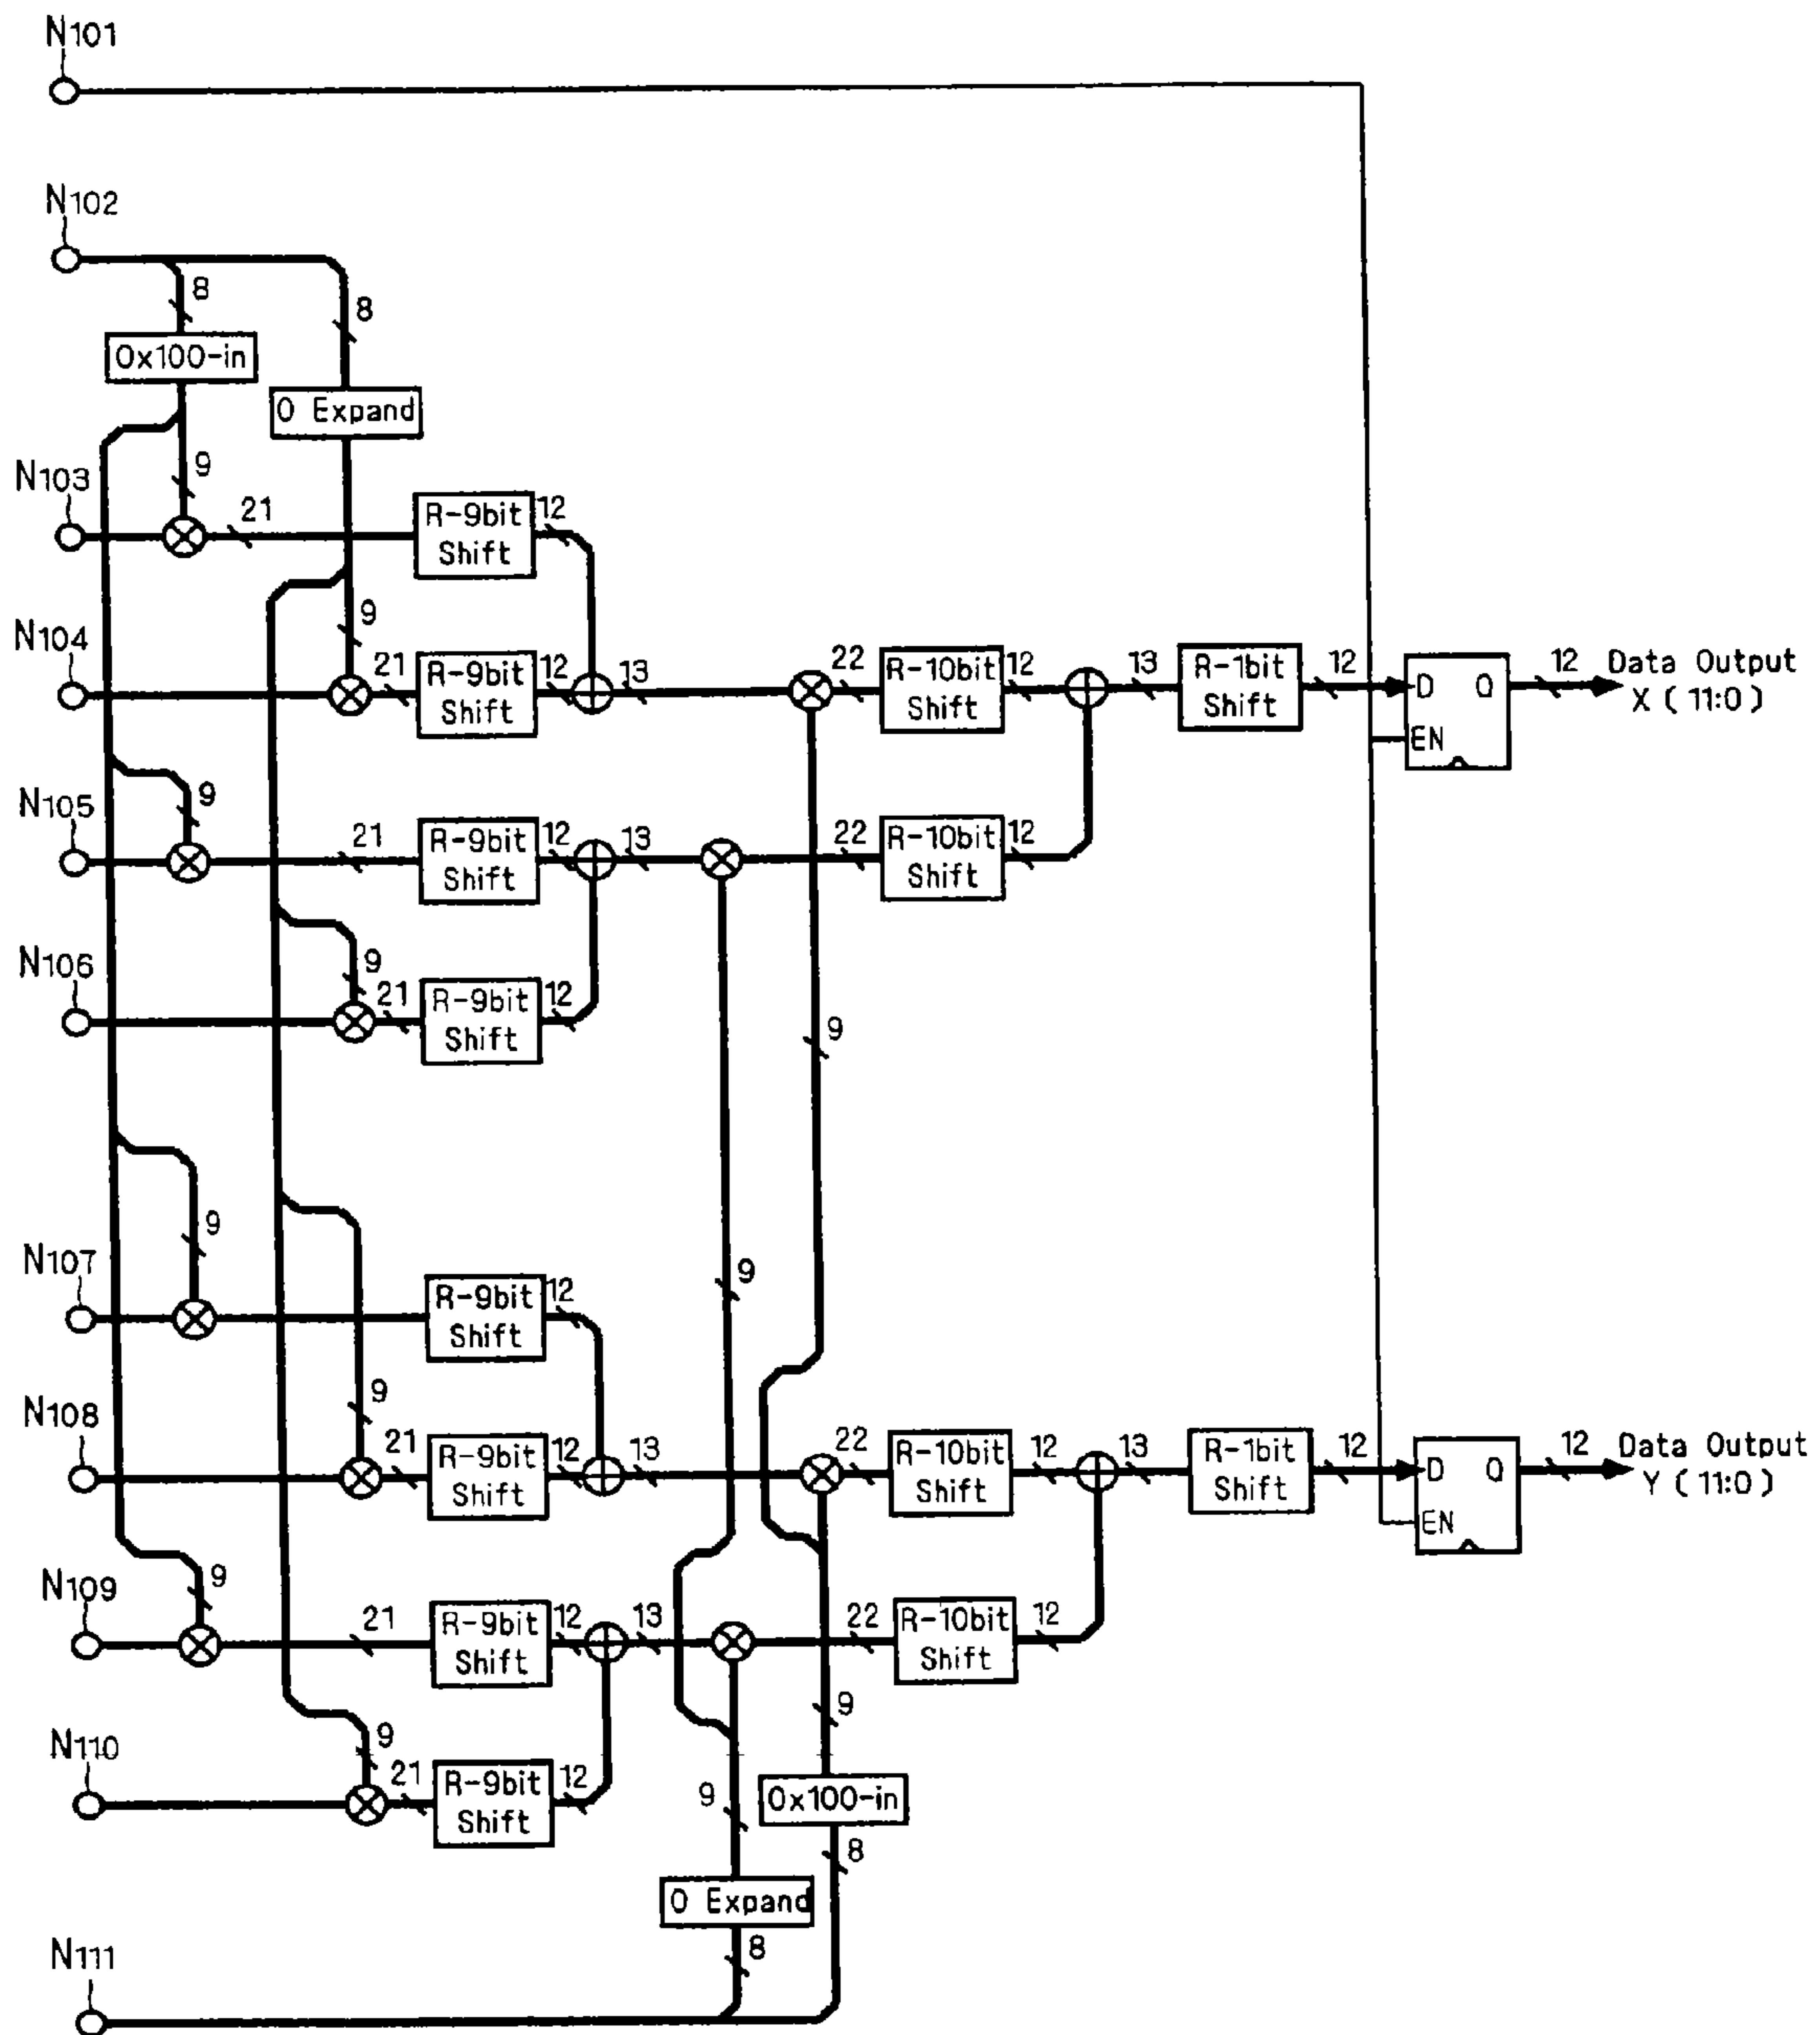 N101
N102
8
8
0x100-in
0 Expand
N103
9
21
R-9bit
Shift
12
N104
9
21
R-9bit
Shift
12
13
22
R-10bit
Shift
12
13
R-1bit
Shift
12
D Q
EN
12
Data Output
X (11:0)
N105
9
21
R-9bit
Shift
12
13
22
R-10bit
Shift
12
N106
9
21
R-9bit
Shift
12
9
N107
9
R-9bit
Shift
12
9
N108
9
21
R-9bit
Shift
12
13
22
R-10bit
Shift
12
13
R-1bit
Shift
12
D Q
EN
12
Data Output
Y (11:0)
N109
9
21
R-9bit
Shift
12
13
22
R-10bit
Shift
12
9
N110
9
21
R-9bit
Shift
12
9
0x100-in
8
0 Expand
8
N111